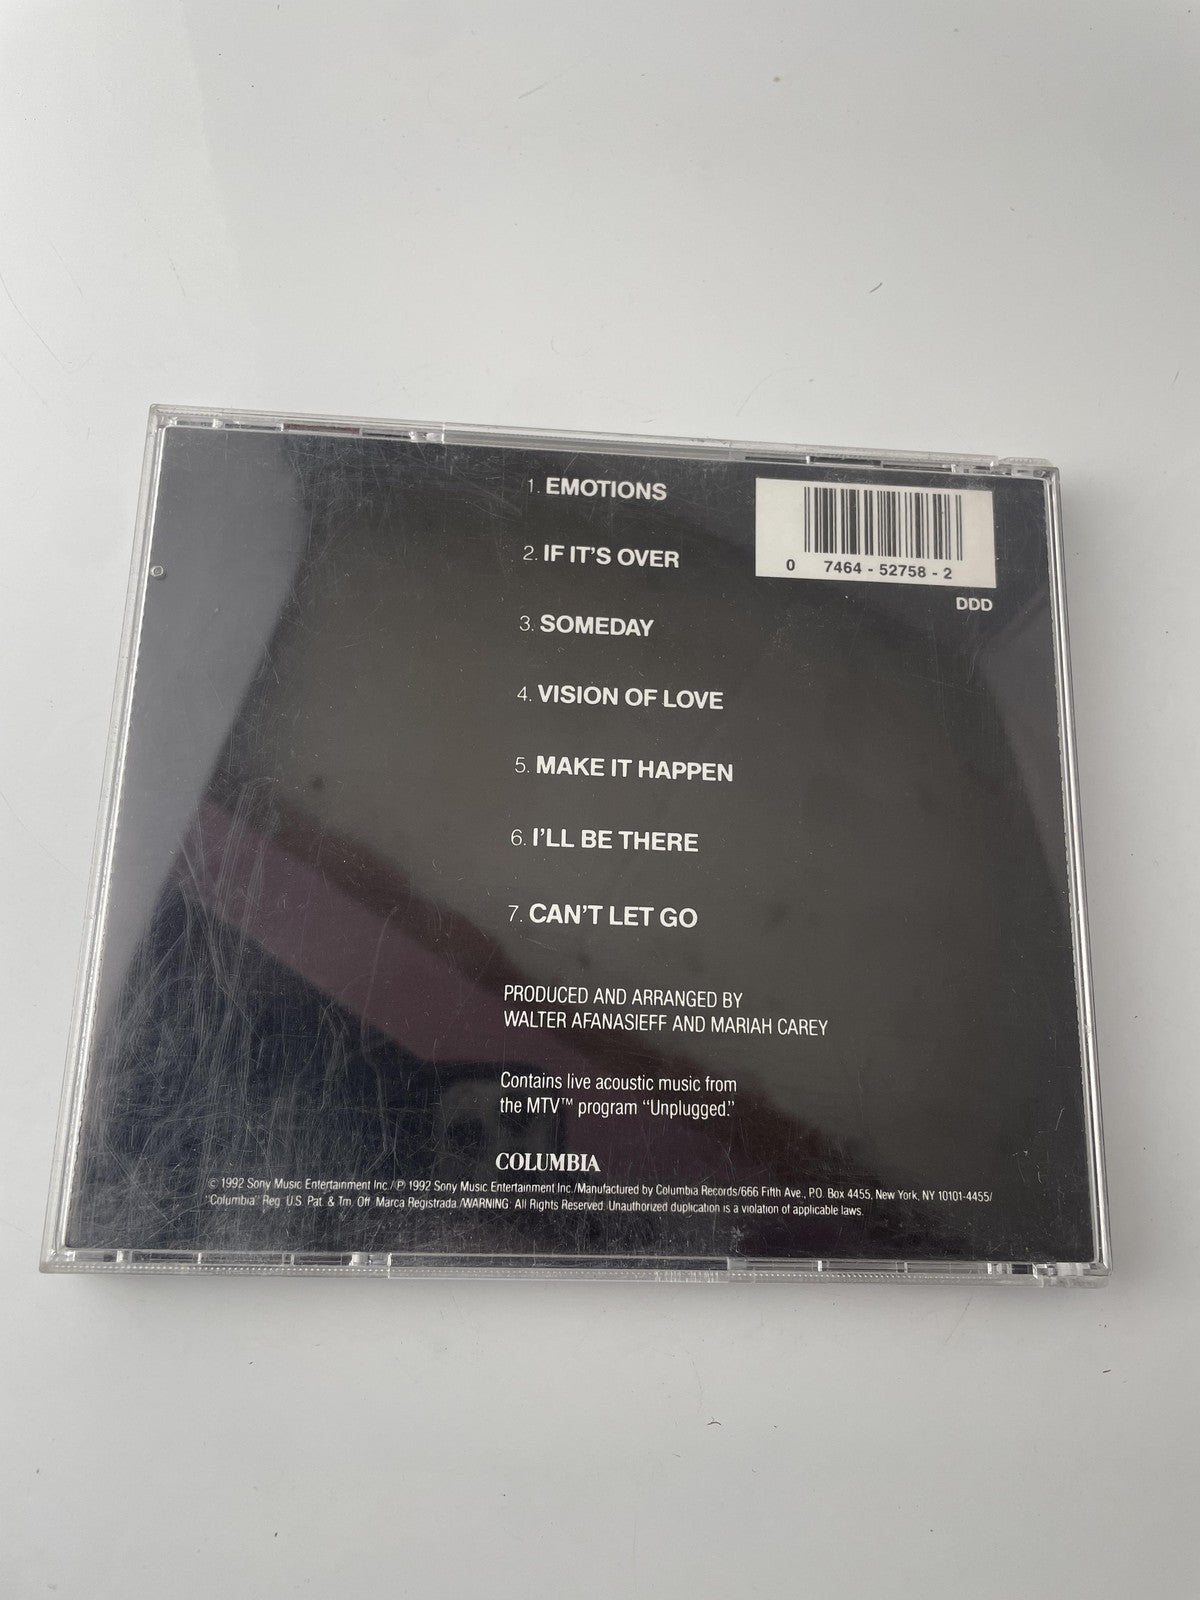 1. EMOTIONS
2. IF IT'S OVER
3. SOMEDAY
4. VISION OF LOVE
5. MAKE IT HAPPEN
6. I'LL BE THERE
7. CAN'T LET GO
0 7464 - 52758 - 2
DDD
PRODUCED AND ARRANGED BY
WALTER AFANASIEFF AND MARIAH CAREY
Contains live acoustic music from
the MTV™ program “Unplugged.”
COLUMBIA
© 1992 Sony Music Entertainment Inc./℗ 1992 Sony Music Entertainment Inc./Manufactured by Columbia Records/666 Fifth Ave., P.O. Box 4455, New York, NY 10101-4455/
"Columbia" Reg. U.S. Pat. & Tm. Off. Marca Registrada./WARNING: All Rights Reserved. Unauthorized duplication is a violation of applicable laws.